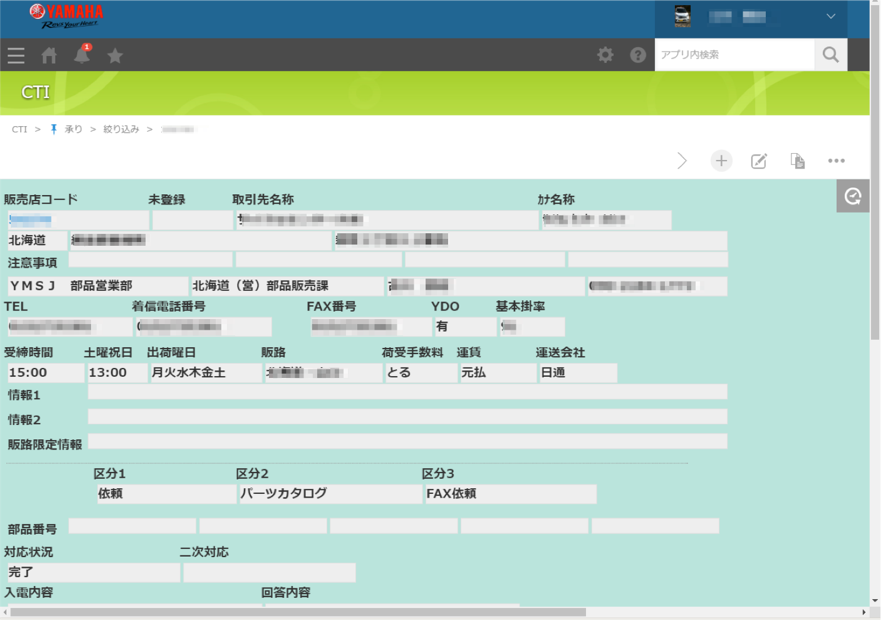 YAMAHA
Revs Your Heart
1
アプリ内検索
CTI
CTI > 承り > 絞り込み >
販売店コード 未登録 取引先名称 カナ名称
北海道
注意事項
YMSJ 部品営業部 北海道（営）部品販売課
TEL 着信電話番号 FAX番号 YDO 基本掛率
有
受締時間 土曜祝日 出荷曜日 販路 荷受手数料 運賃 運送会社
15:00 13:00 月火水木金土 とる 元払 日通
情報1
情報2
販路限定情報
区分1 区分2 区分3
依頼 パーツカタログ FAX依頼
部品番号
対応状況 二次対応
完了
入電内容 回答内容